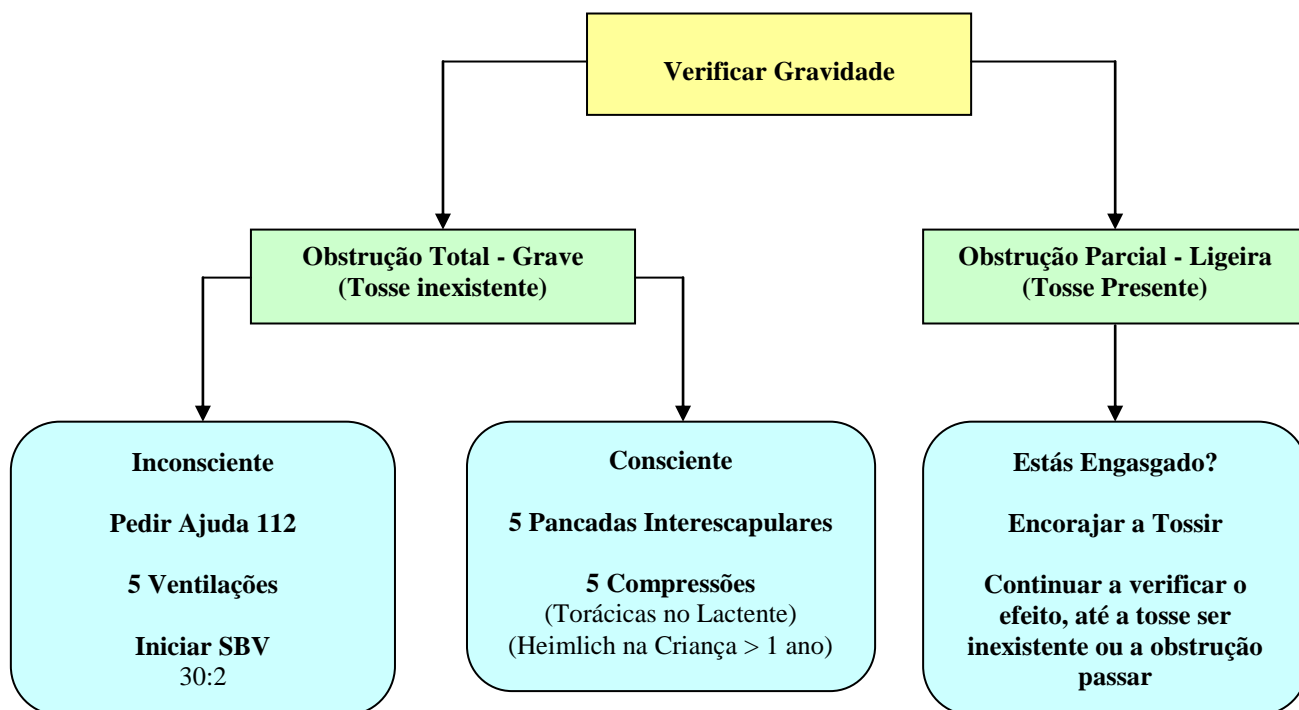 Verificar Gravidade
Obstrução Total - Grave
(Tosse inexistente)
Obstrução Parcial - Ligeira
(Tosse Presente)
Inconsciente
Pedir Ajuda 112
5 Ventilações
Iniciar SBV
30:2
Consciente
5 Pancadas Interescapulares
5 Compressões
(Torácicas no Lactente)
(Heimlich na Criança > 1 ano)
Estás Engasgado?
Encorajar a Tossir
Continuar a verificar o
efeito, até a tosse ser
inexistente ou a obstrução
passar